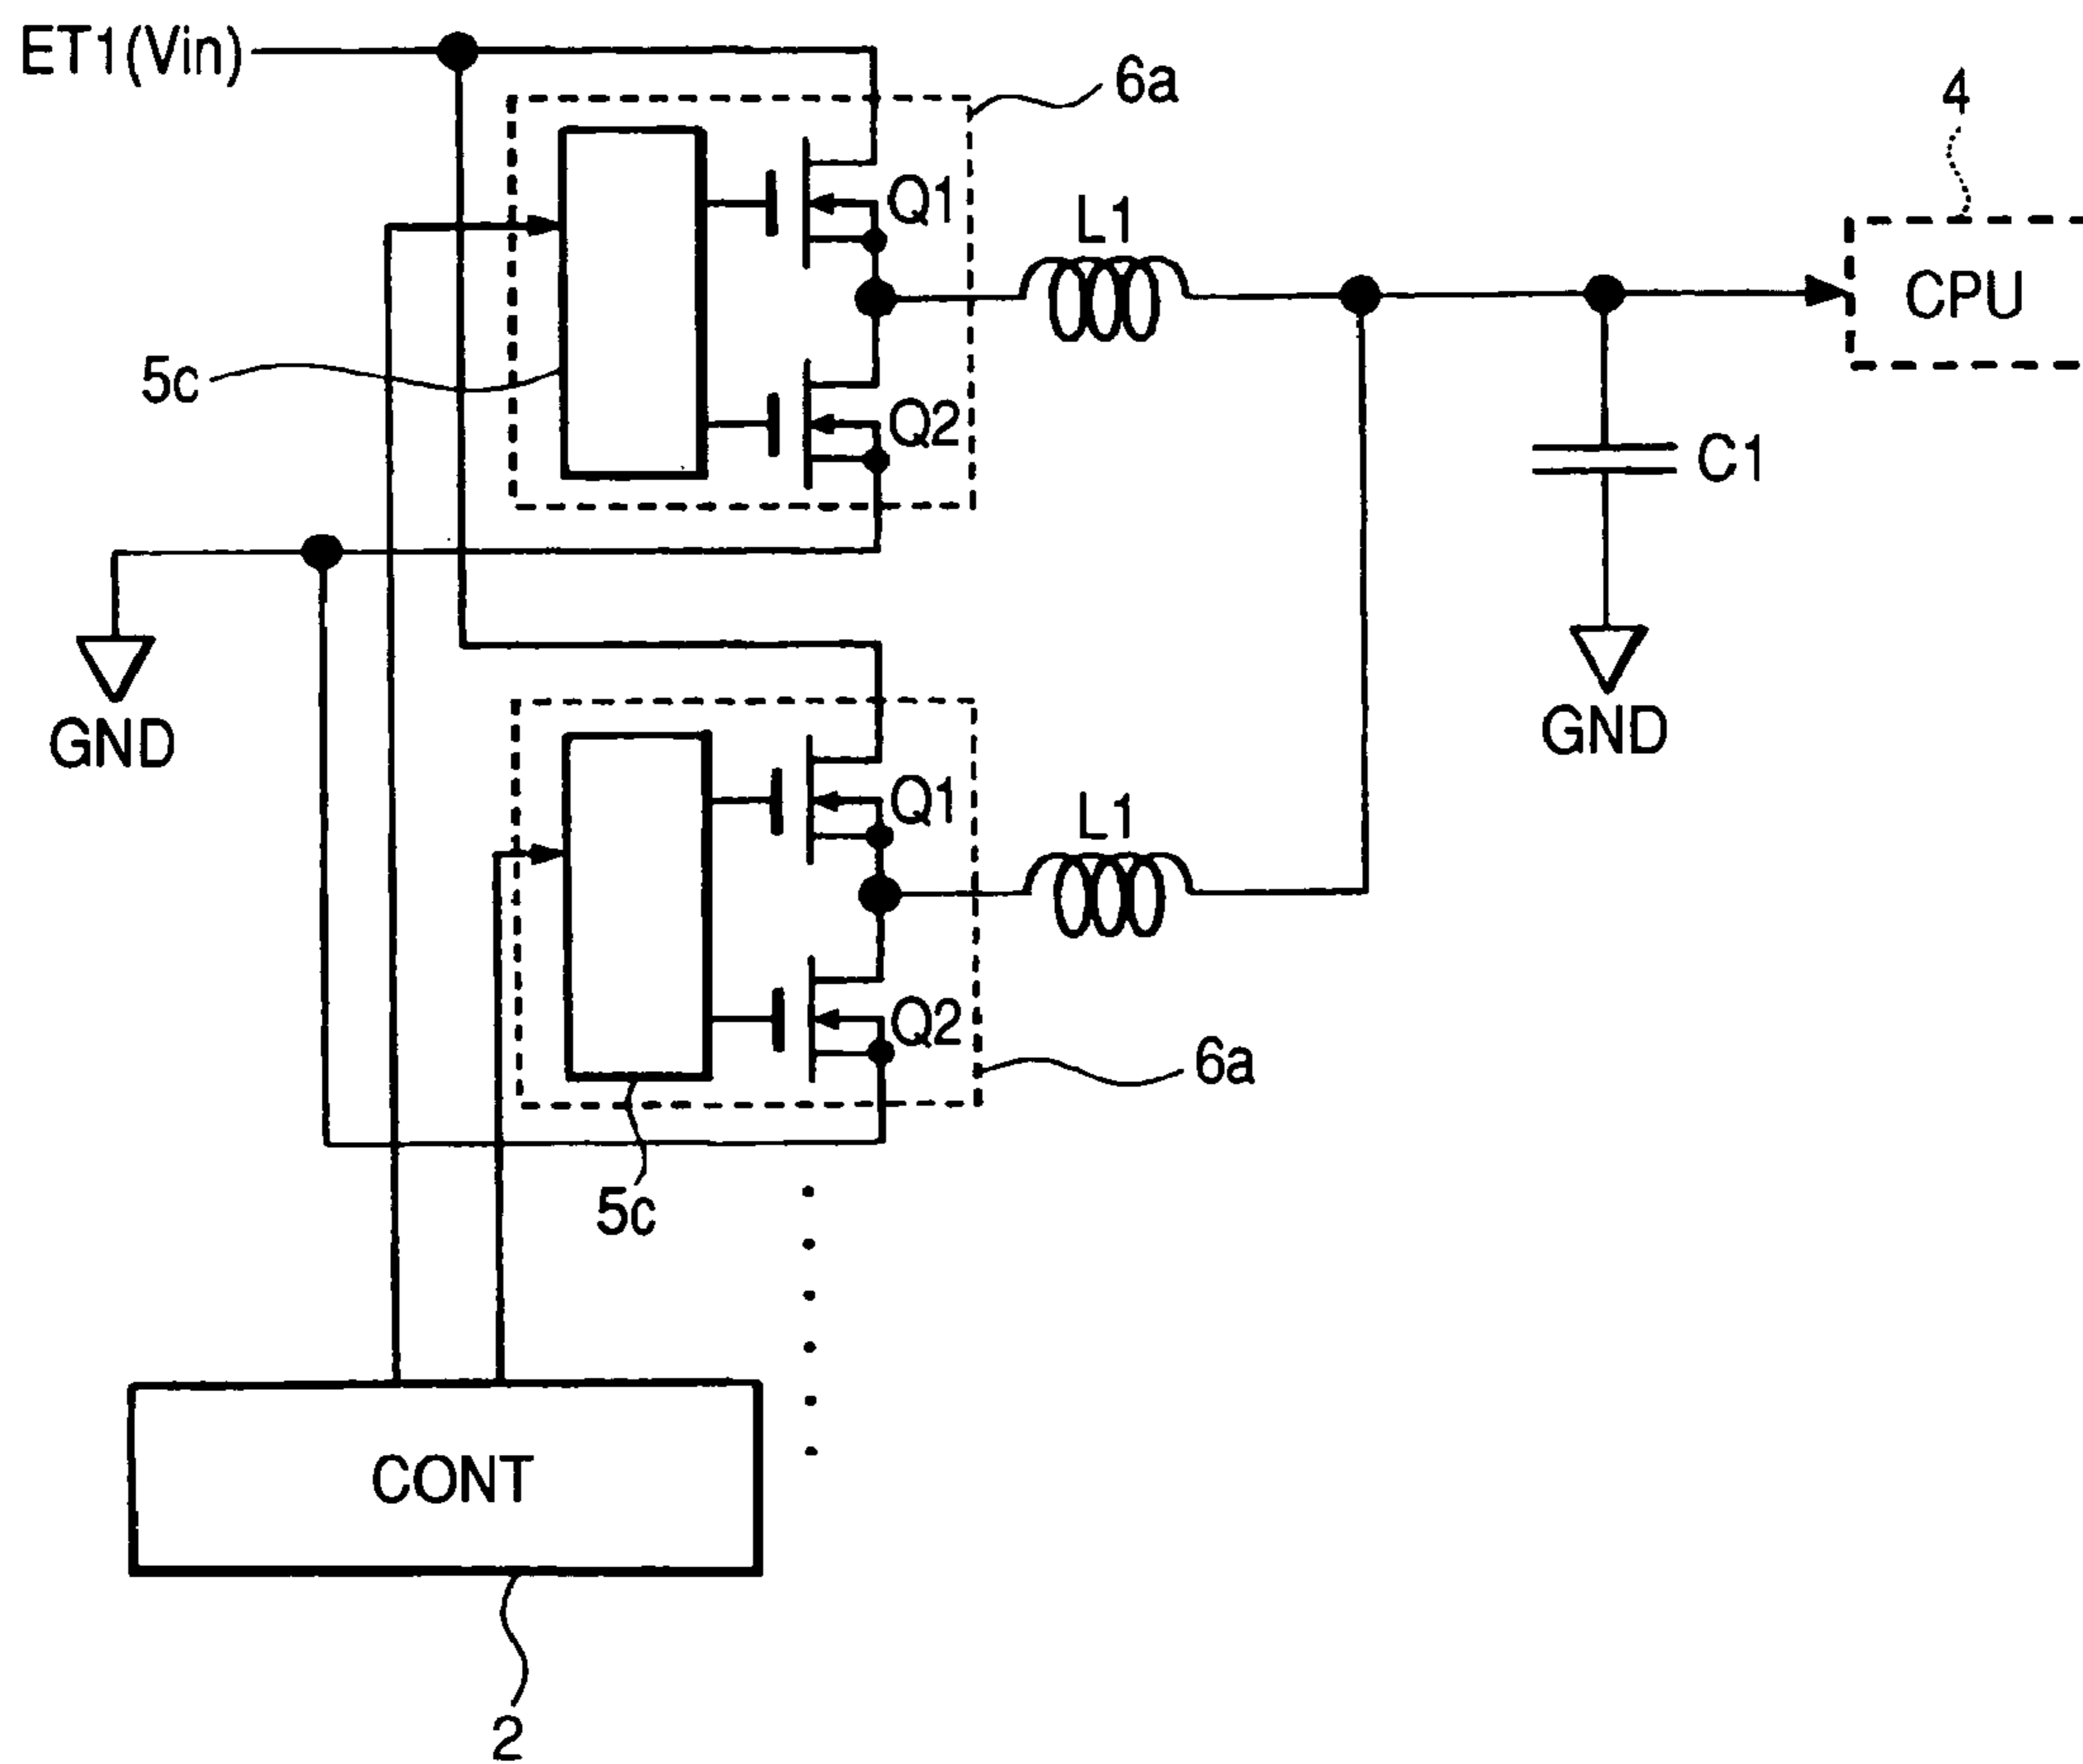 ET1(Vin)
6a
4
Q1
L1
CPU
5c
Q2
C1
GND
GND
Q1
L1
Q2
6a
5c
CONT
2